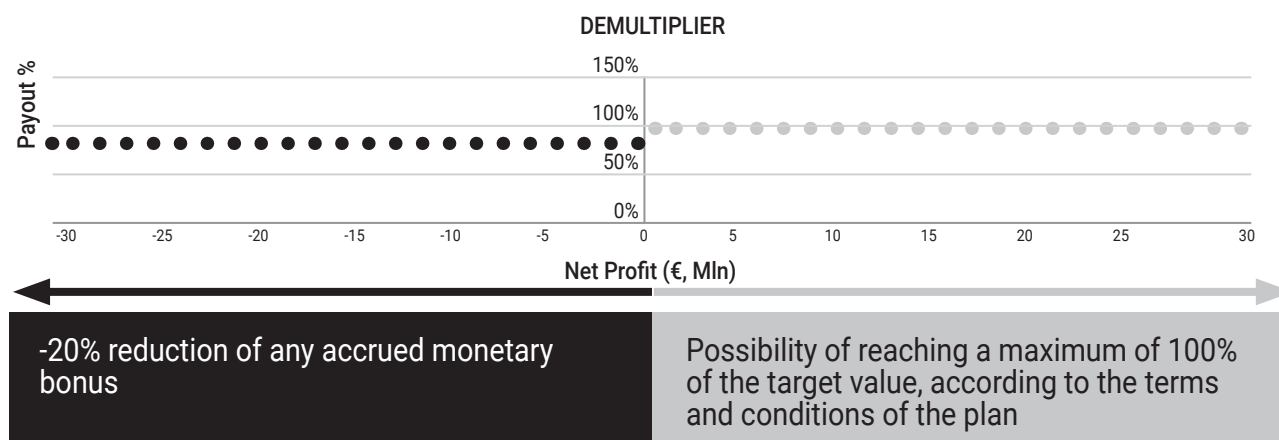 DEMULTIPLIER
Payout %
150%
100%
50%
0%
-30 -25 -20 -15 -10 -5 0 5 10 15 20 25 30
Net Profit (€, Mln)
-20% reduction of any accrued monetary
bonus
Possibility of reaching a maximum of 100%
of the target value, according to the terms
and conditions of the plan